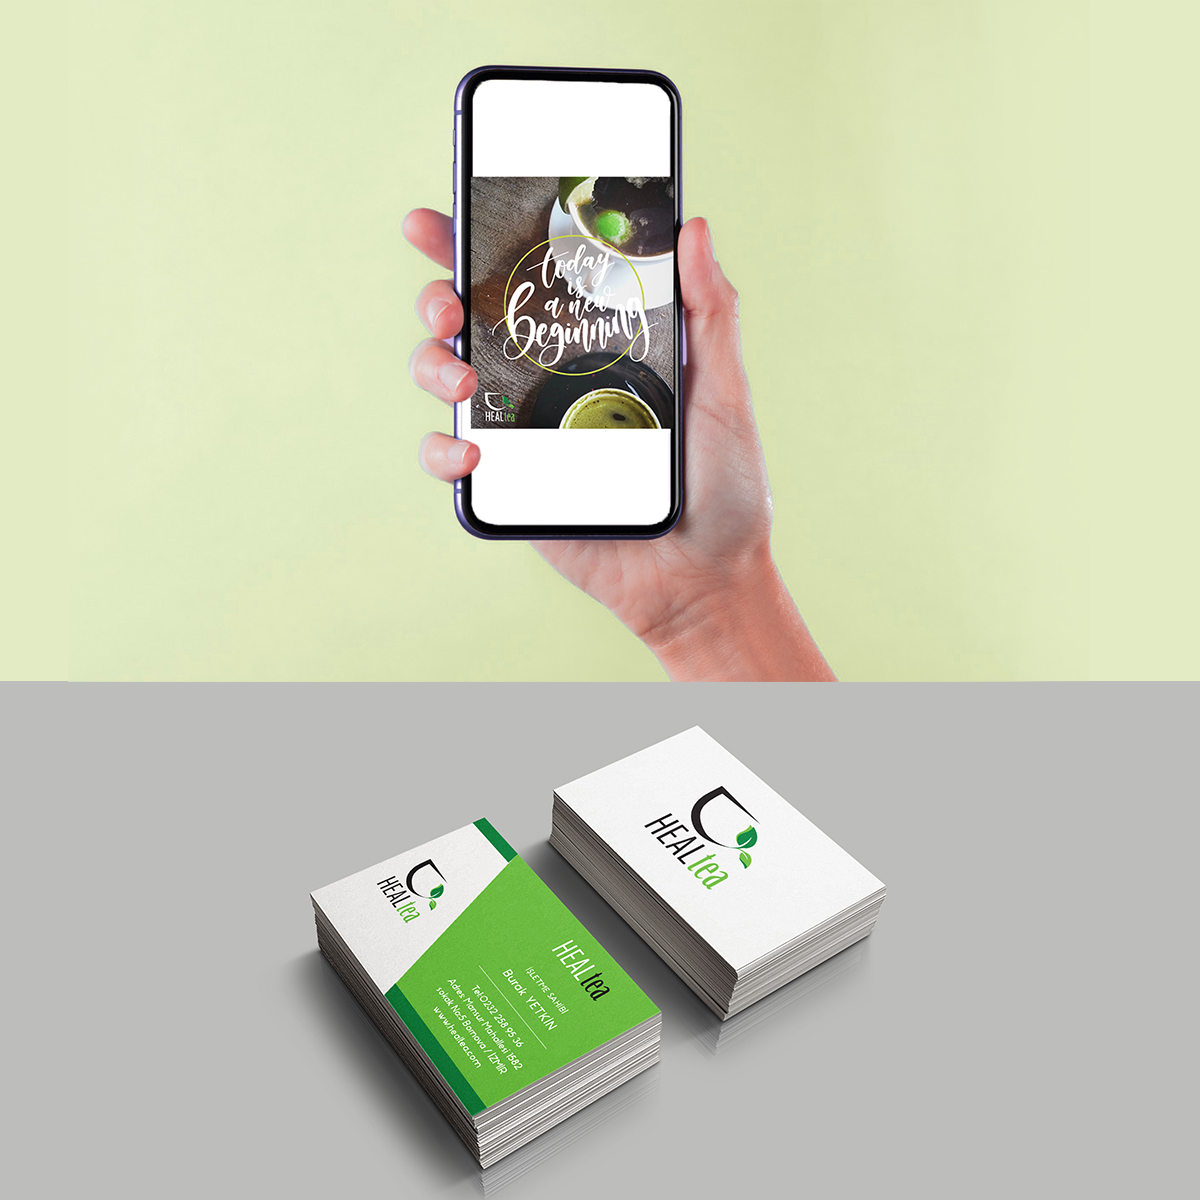 today
is
a new
beginning
HEALtea
HEALtea
HEALtea
HEALtea
İŞLETME SAHİBİ
Burak YETKİN
Tel:0232 258 95 36
Adres: Mansur Mahallesi 1582
sokak No:5 Bornova / İZMİR
www.healtea.com